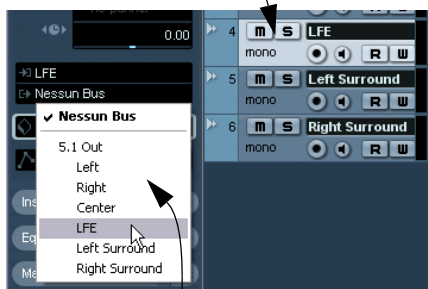 0.00
LFE
Nessun Bus
✓ Nessun Bus
5.1 Out
Left
Right
Center
LFE
Left Surround
Right Surround
Ins
Eq
4 m S LFE
mono R W
5 m S Left Surround
mono R W
6 m S Right Surround
mono R W